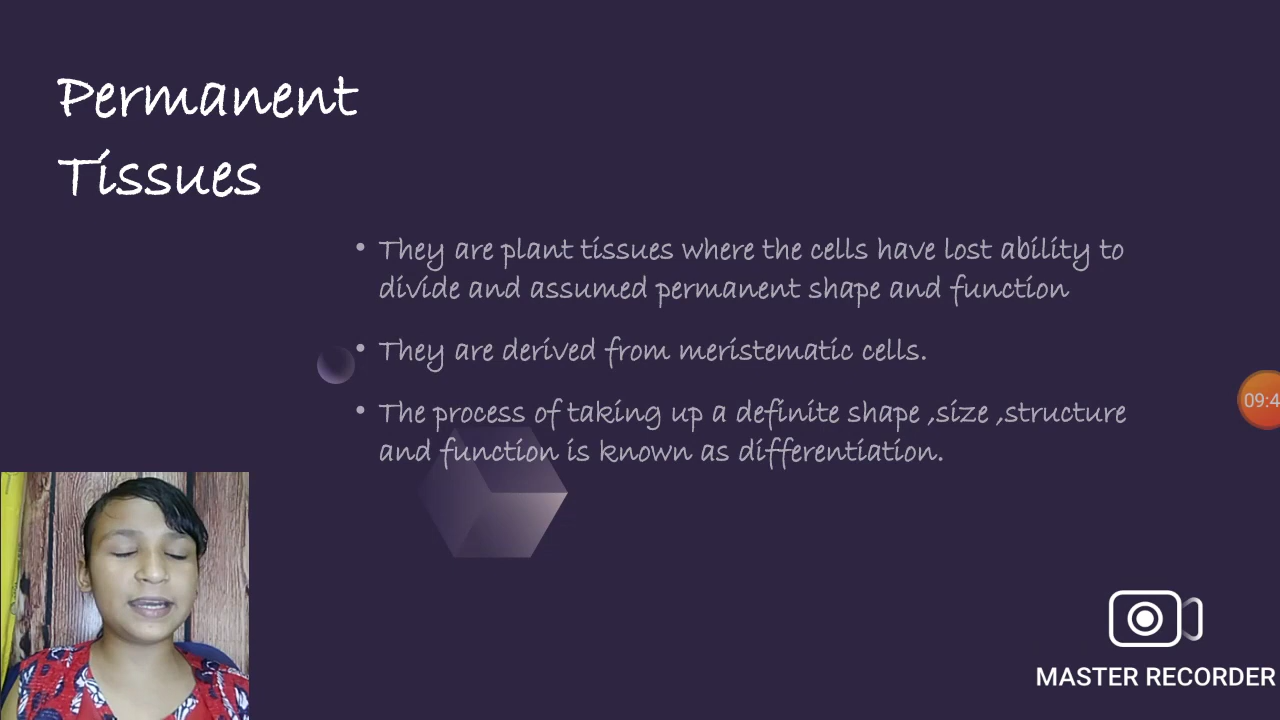 Permanent
Tissues
• They are plant tissues where the cells have lost ability to
divide and assumed permanent shape and function
• They are derived from meristematic cells.
• The process of taking up a definite shape ,size ,structure
and function is known as differentiation.
09:4
MASTER RECORDER